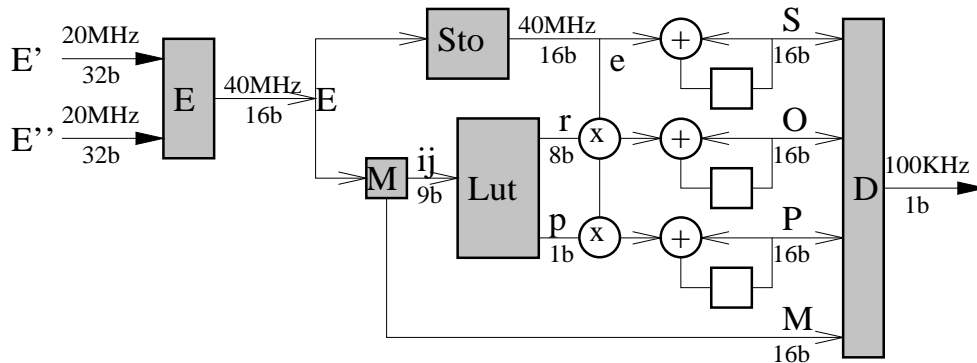 E'
20MHz
32b
E''
20MHz
32b
E
40MHz
16b
E
Sto
40MHz
16b
e
M
ij
9b
Lut
r
8b
x
p
1b
x
+
S
16b
+
O
16b
+
P
16b
M
16b
D
100KHz
1b